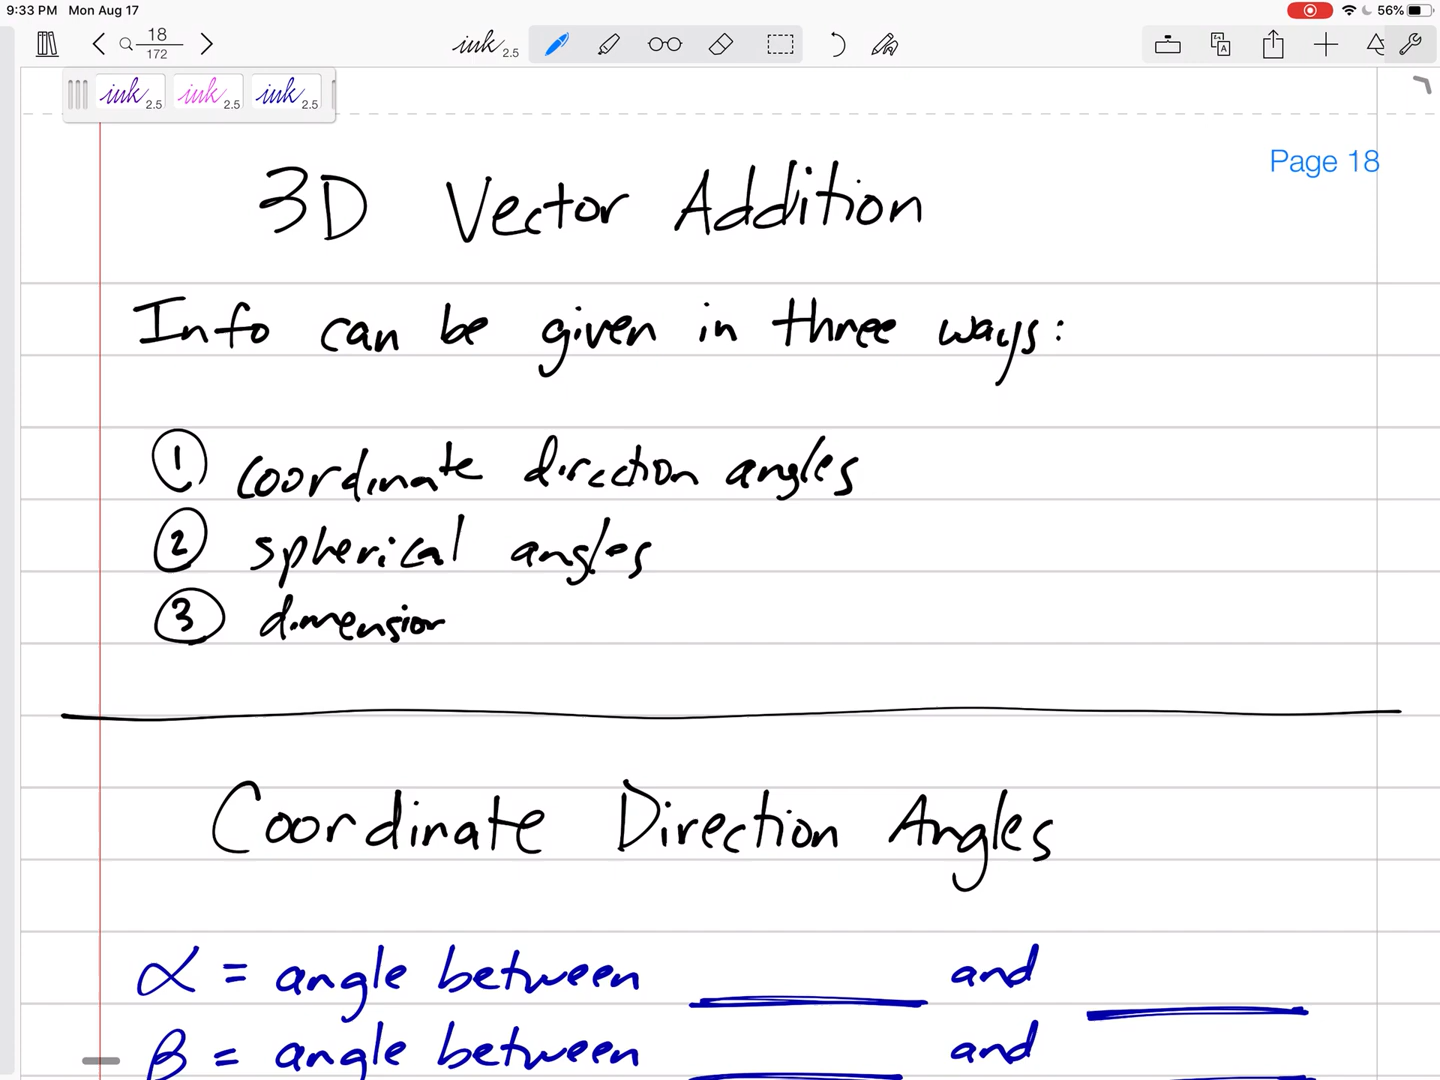 9:33 PM Mon Aug 17
56%
18
172
ink 2.5
ink 2.5 ink 2.5 ink 2.5
Page 18
3D Vector Addition
Info can be given in three ways:
① coordinate direction angles
② spherical angles
③ dimension
Coordinate Direction Angles
α = angle between ______ and ______
β = angle between ______ and ______